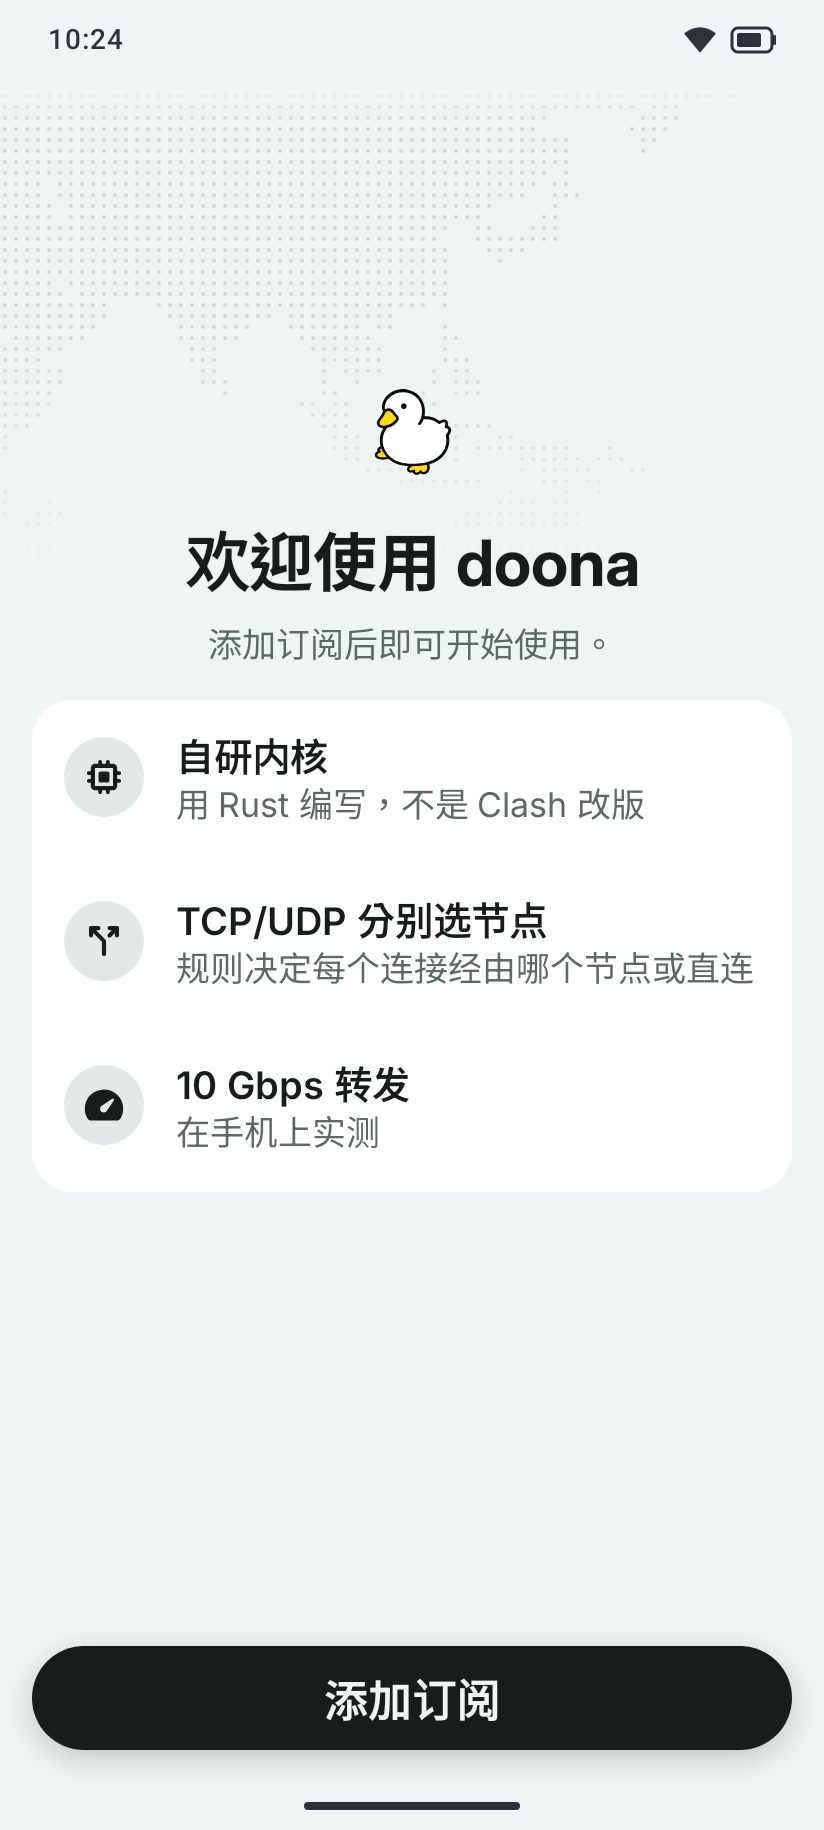 10:24
欢迎使用 doona
添加订阅后即可开始使用。
自研内核
用 Rust 编写，不是 Clash 改版
TCP/UDP 分别选节点
规则决定每个连接经由哪个节点或直连
10 Gbps 转发
在手机上实测
添加订阅